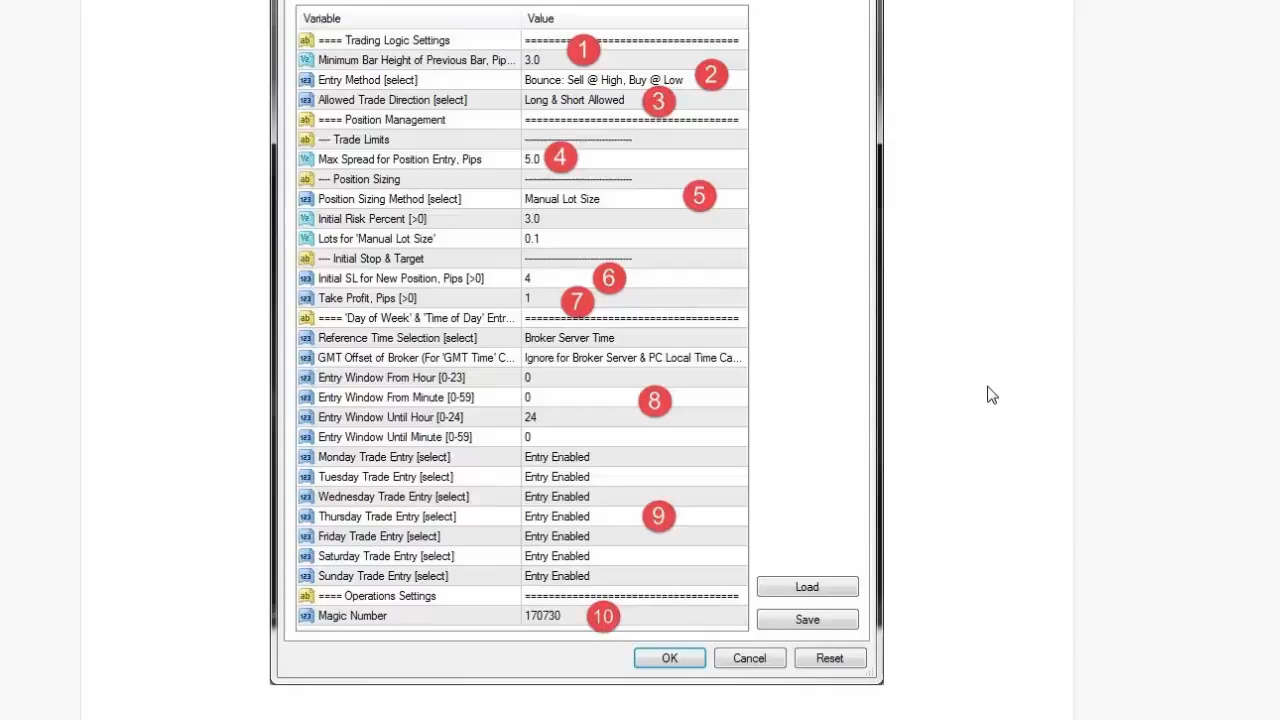 Variable Value
==== Trading Logic Settings ====================================
Minimum Bar Height of Previous Bar, Pip... 3.0 1
Entry Method [select] Bounce: Sell @ High, Buy @ Low 2
Allowed Trade Direction [select] Long & Short Allowed 3
==== Position Management ====================================
---- Trade Limits ------------------------------------
Max Spread for Position Entry, Pips 5.0 4
---- Position Sizing ------------------------------------
Position Sizing Method [select] Manual Lot Size 5
Initial Risk Percent [>0] 3.0
Lots for 'Manual Lot Size' 0.1
---- Initial Stop & Target ------------------------------------
Initial SL for New Position, Pips [>0] 4 6
Take Profit, Pips [>0] 1 7
==== 'Day of Week' & 'Time of Day' Entr... ====================================
Reference Time Selection [select] Broker Server Time
GMT Offset of Broker (For 'GMT Time' C... Ignore for Broker Server & PC Local Time Ca...
Entry Window From Hour [0-23] 0
Entry Window From Minute [0-59] 0 8
Entry Window Until Hour [0-24] 24
Entry Window Until Minute [0-59] 0
Monday Trade Entry [select] Entry Enabled
Tuesday Trade Entry [select] Entry Enabled
Wednesday Trade Entry [select] Entry Enabled
Thursday Trade Entry [select] Entry Enabled 9
Friday Trade Entry [select] Entry Enabled
Saturday Trade Entry [select] Entry Enabled
Sunday Trade Entry [select] Entry Enabled
==== Operations Settings ====================================
Magic Number 170730 10
Load
Save
OK Cancel Reset